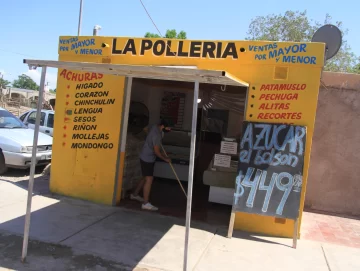 VENTAS
POR MAYOR
Y MENOR
LA POLLERIA
VENTAS
POR MAYOR
Y MENOR
ACHURAS
HIGADO
CORAZON
CHINCHULIN
LENGUA
SESOS
RIÑON
MOLLEJAS
MONDONGO
PATAMUSLO
PECHUGA
ALITAS
RECORTES
AZUCAR
el bolson
$449